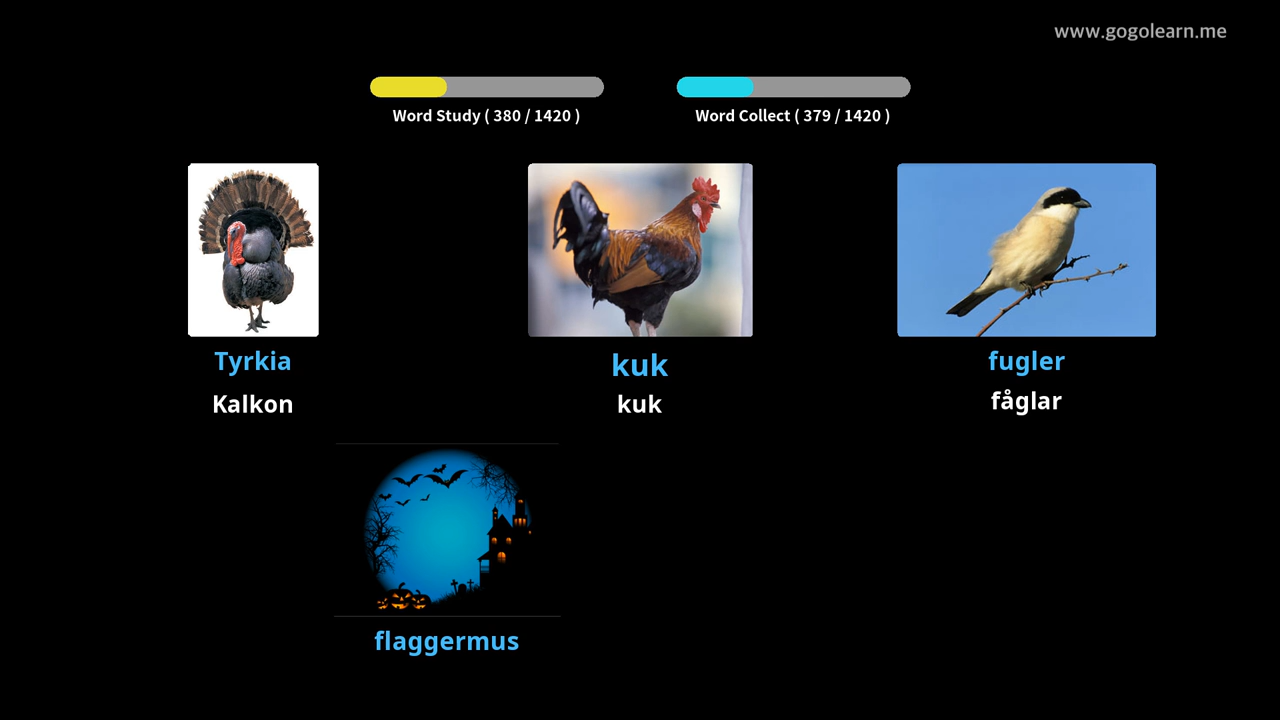 www.gogolearn.me
Word Study ( 380 / 1420 )
Word Collect ( 379 / 1420 )
Tyrkia
Kalkon
kuk
kuk
fugler
fåglar
flaggermus